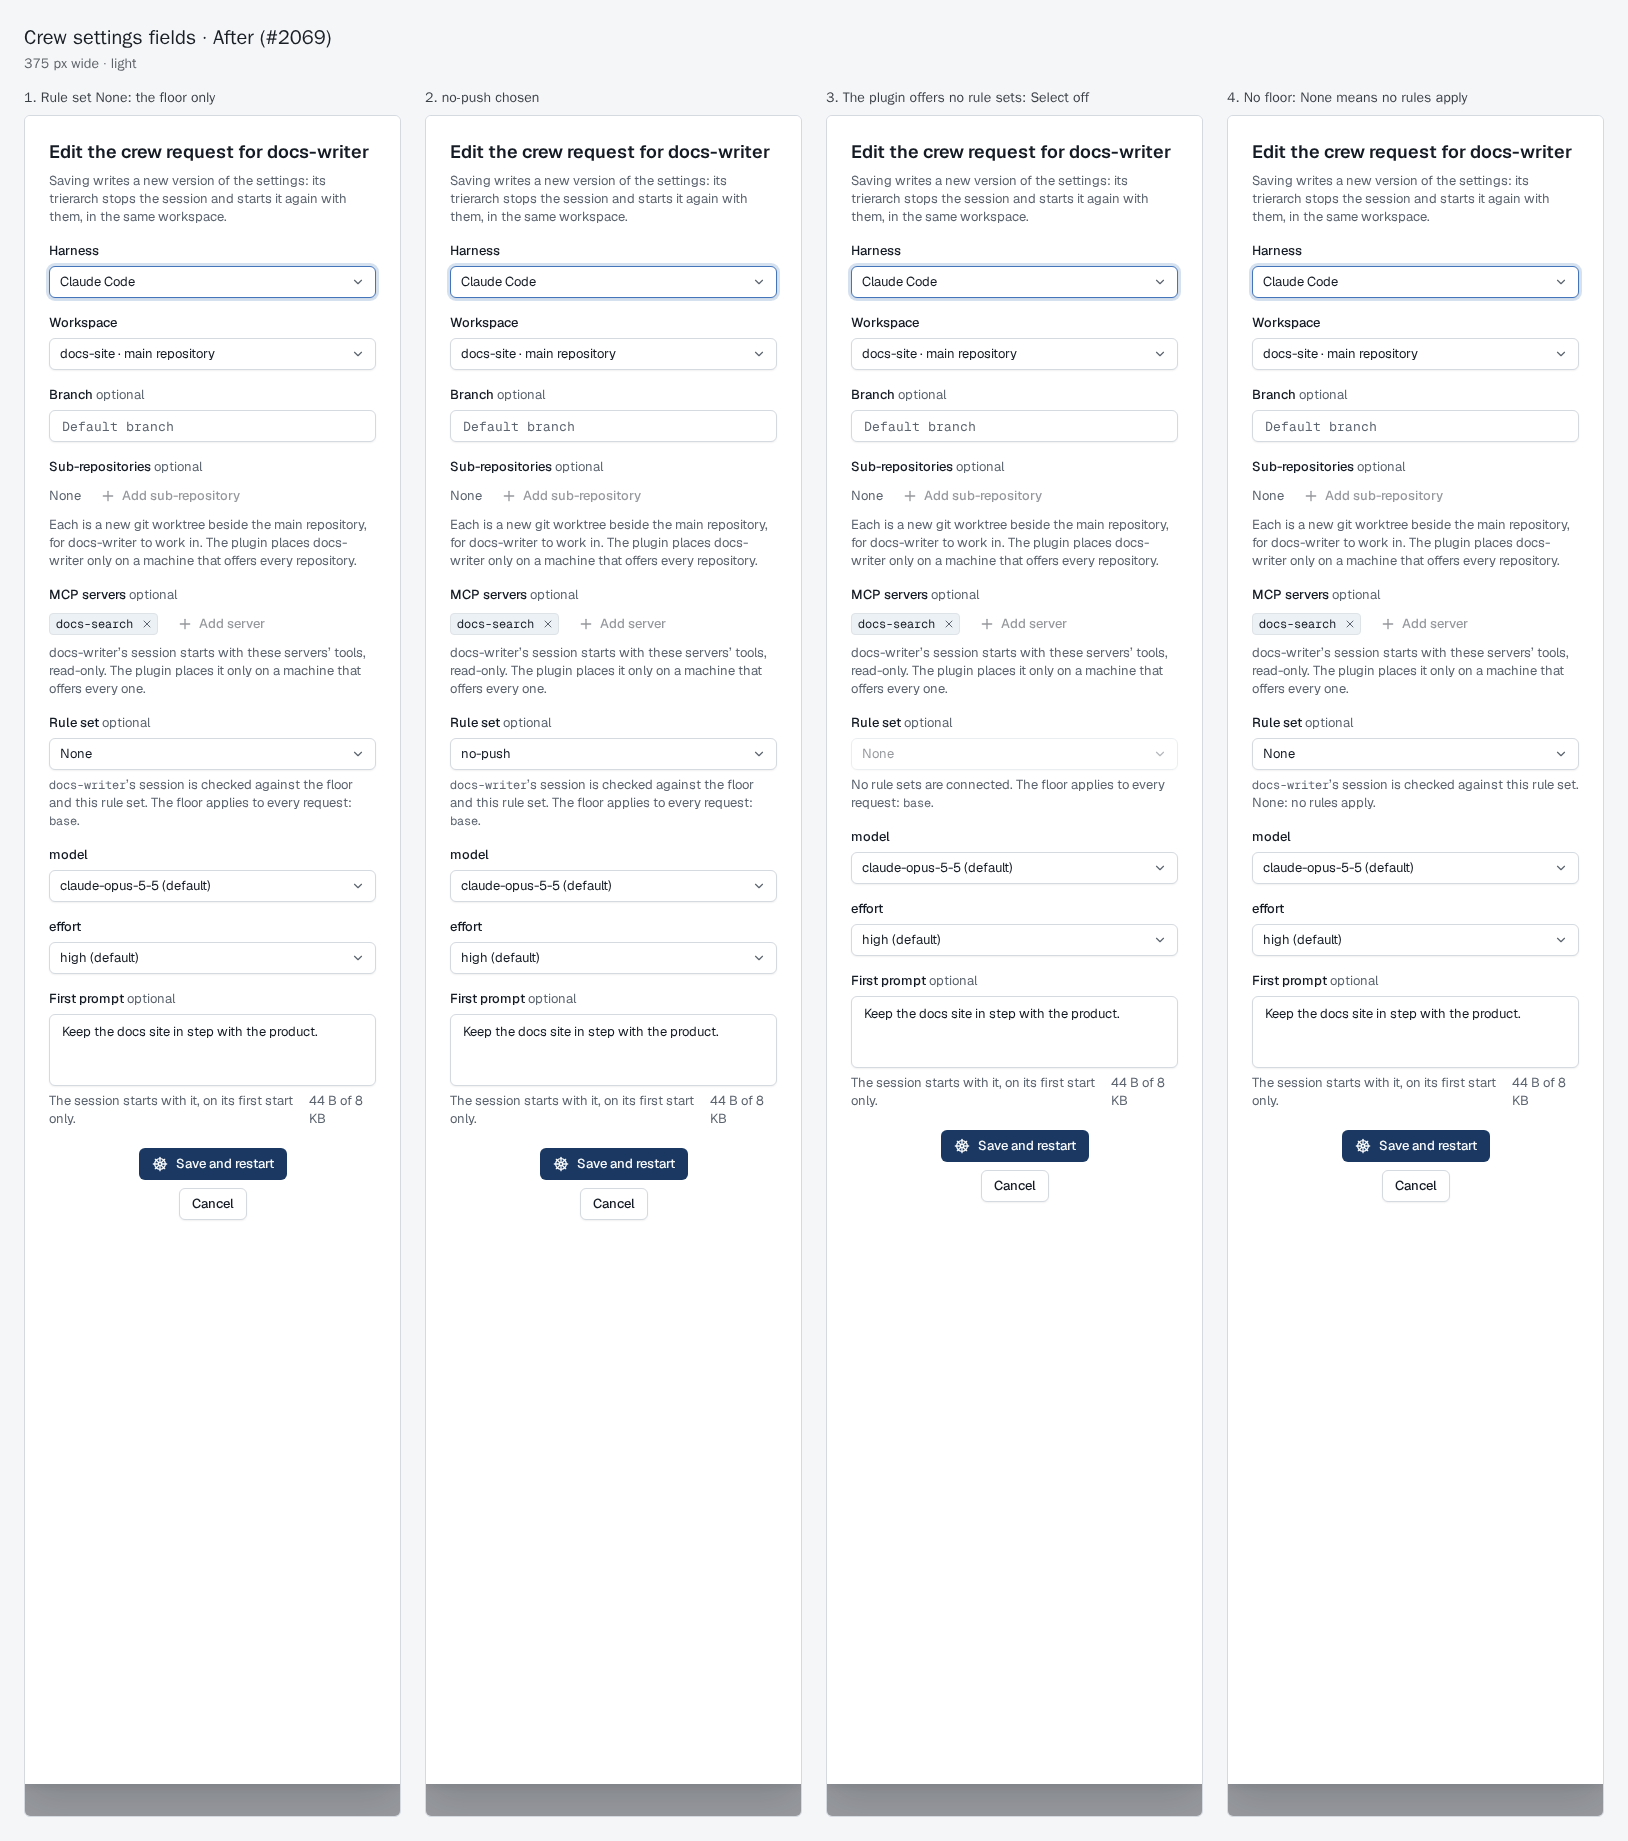 Crew settings fields · After (#2069)
375 px wide · light
1. Rule set None: the floor only
Edit the crew request for docs-writer
Saving writes a new version of the settings: its
trierarch stops the session and starts it again with
them, in the same workspace.
Harness
Claude Code
Workspace
docs-site · main repository
Branch optional
Default branch
Sub-repositories optional
None + Add sub-repository
Each is a new git worktree beside the main repository,
for docs-writer to work in. The plugin places docs-
writer only on a machine that offers every repository.
MCP servers optional
docs-search × + Add server
docs-writer’s session starts with these servers’ tools,
read-only. The plugin places it only on a machine that
offers every one.
Rule set optional
None
docs-writer’s session is checked against the floor
and this rule set. The floor applies to every request:
base.
model
claude-opus-5-5 (default)
effort
high (default)
First prompt optional
Keep the docs site in step with the product.
The session starts with it, on its first start 44 B of 8
only. KB
Save and restart
Cancel
2. no-push chosen
Edit the crew request for docs-writer
Saving writes a new version of the settings: its
trierarch stops the session and starts it again with
them, in the same workspace.
Harness
Claude Code
Workspace
docs-site · main repository
Branch optional
Default branch
Sub-repositories optional
None + Add sub-repository
Each is a new git worktree beside the main repository,
for docs-writer to work in. The plugin places docs-
writer only on a machine that offers every repository.
MCP servers optional
docs-search × + Add server
docs-writer’s session starts with these servers’ tools,
read-only. The plugin places it only on a machine that
offers every one.
Rule set optional
no-push
docs-writer’s session is checked against the floor
and this rule set. The floor applies to every request:
base.
model
claude-opus-5-5 (default)
effort
high (default)
First prompt optional
Keep the docs site in step with the product.
The session starts with it, on its first start 44 B of 8
only. KB
Save and restart
Cancel
3. The plugin offers no rule sets: Select off
Edit the crew request for docs-writer
Saving writes a new version of the settings: its
trierarch stops the session and starts it again with
them, in the same workspace.
Harness
Claude Code
Workspace
docs-site · main repository
Branch optional
Default branch
Sub-repositories optional
None + Add sub-repository
Each is a new git worktree beside the main repository,
for docs-writer to work in. The plugin places docs-
writer only on a machine that offers every repository.
MCP servers optional
docs-search × + Add server
docs-writer’s session starts with these servers’ tools,
read-only. The plugin places it only on a machine that
offers every one.
Rule set optional
None
No rule sets are connected. The floor applies to every
request: base.
model
claude-opus-5-5 (default)
effort
high (default)
First prompt optional
Keep the docs site in step with the product.
The session starts with it, on its first start 44 B of 8
only. KB
Save and restart
Cancel
4. No floor: None means no rules apply
Edit the crew request for docs-writer
Saving writes a new version of the settings: its
trierarch stops the session and starts it again with
them, in the same workspace.
Harness
Claude Code
Workspace
docs-site · main repository
Branch optional
Default branch
Sub-repositories optional
None + Add sub-repository
Each is a new git worktree beside the main repository,
for docs-writer to work in. The plugin places docs-
writer only on a machine that offers every repository.
MCP servers optional
docs-search × + Add server
docs-writer’s session starts with these servers’ tools,
read-only. The plugin places it only on a machine that
offers every one.
Rule set optional
None
docs-writer’s session is checked against this rule set.
None: no rules apply.
model
claude-opus-5-5 (default)
effort
high (default)
First prompt optional
Keep the docs site in step with the product.
The session starts with it, on its first start 44 B of 8
only. KB
Save and restart
Cancel